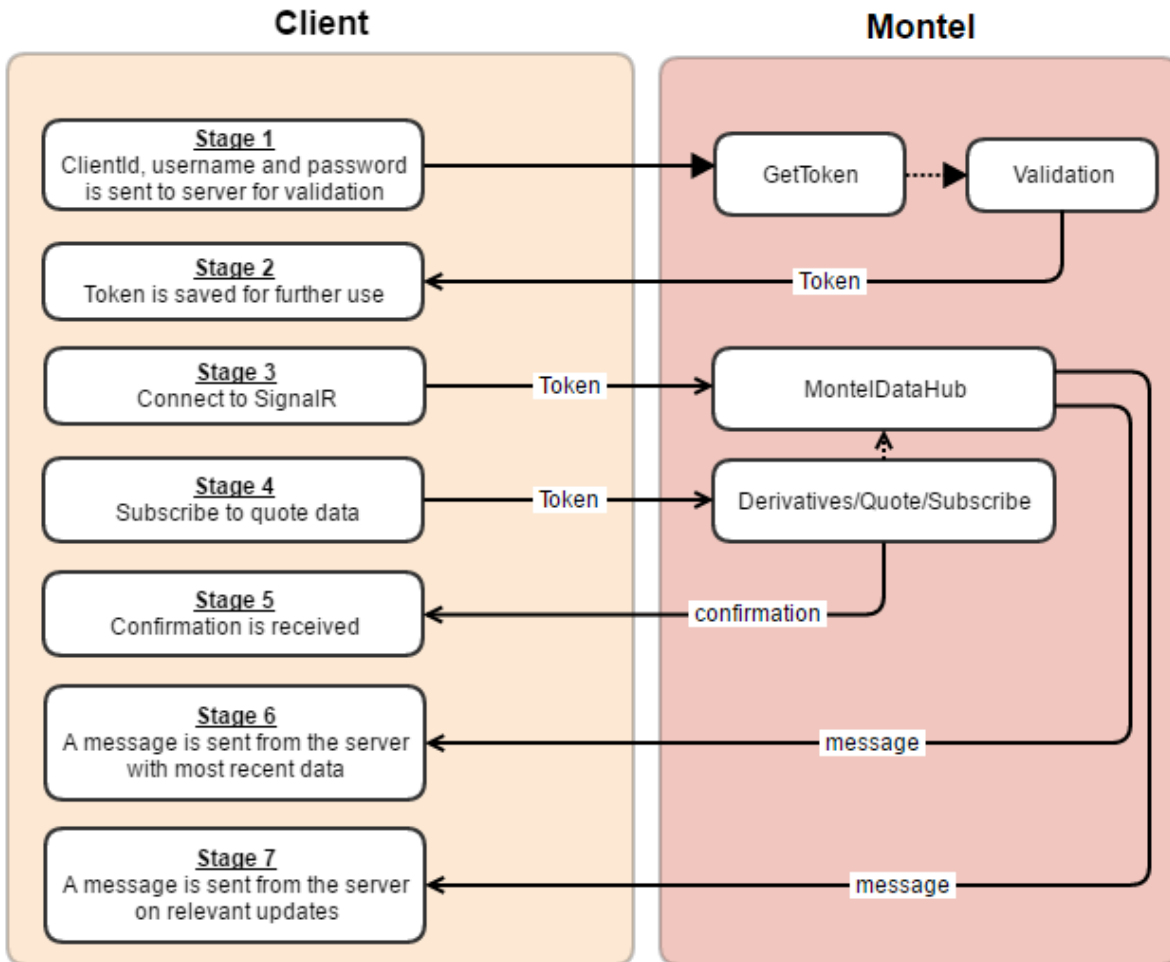 Client
Montel
Stage 1
ClientId, username and password
is sent to server for validation
GetToken
Validation
Stage 2
Token is saved for further use
Token
Stage 3
Connect to SignalR
Token
MontelDataHub
Stage 4
Subscribe to quote data
Token
Derivatives/Quote/Subscribe
Stage 5
Confirmation is received
confirmation
Stage 6
A message is sent from the server
with most recent data
message
Stage 7
A message is sent from the server
on relevant updates
message